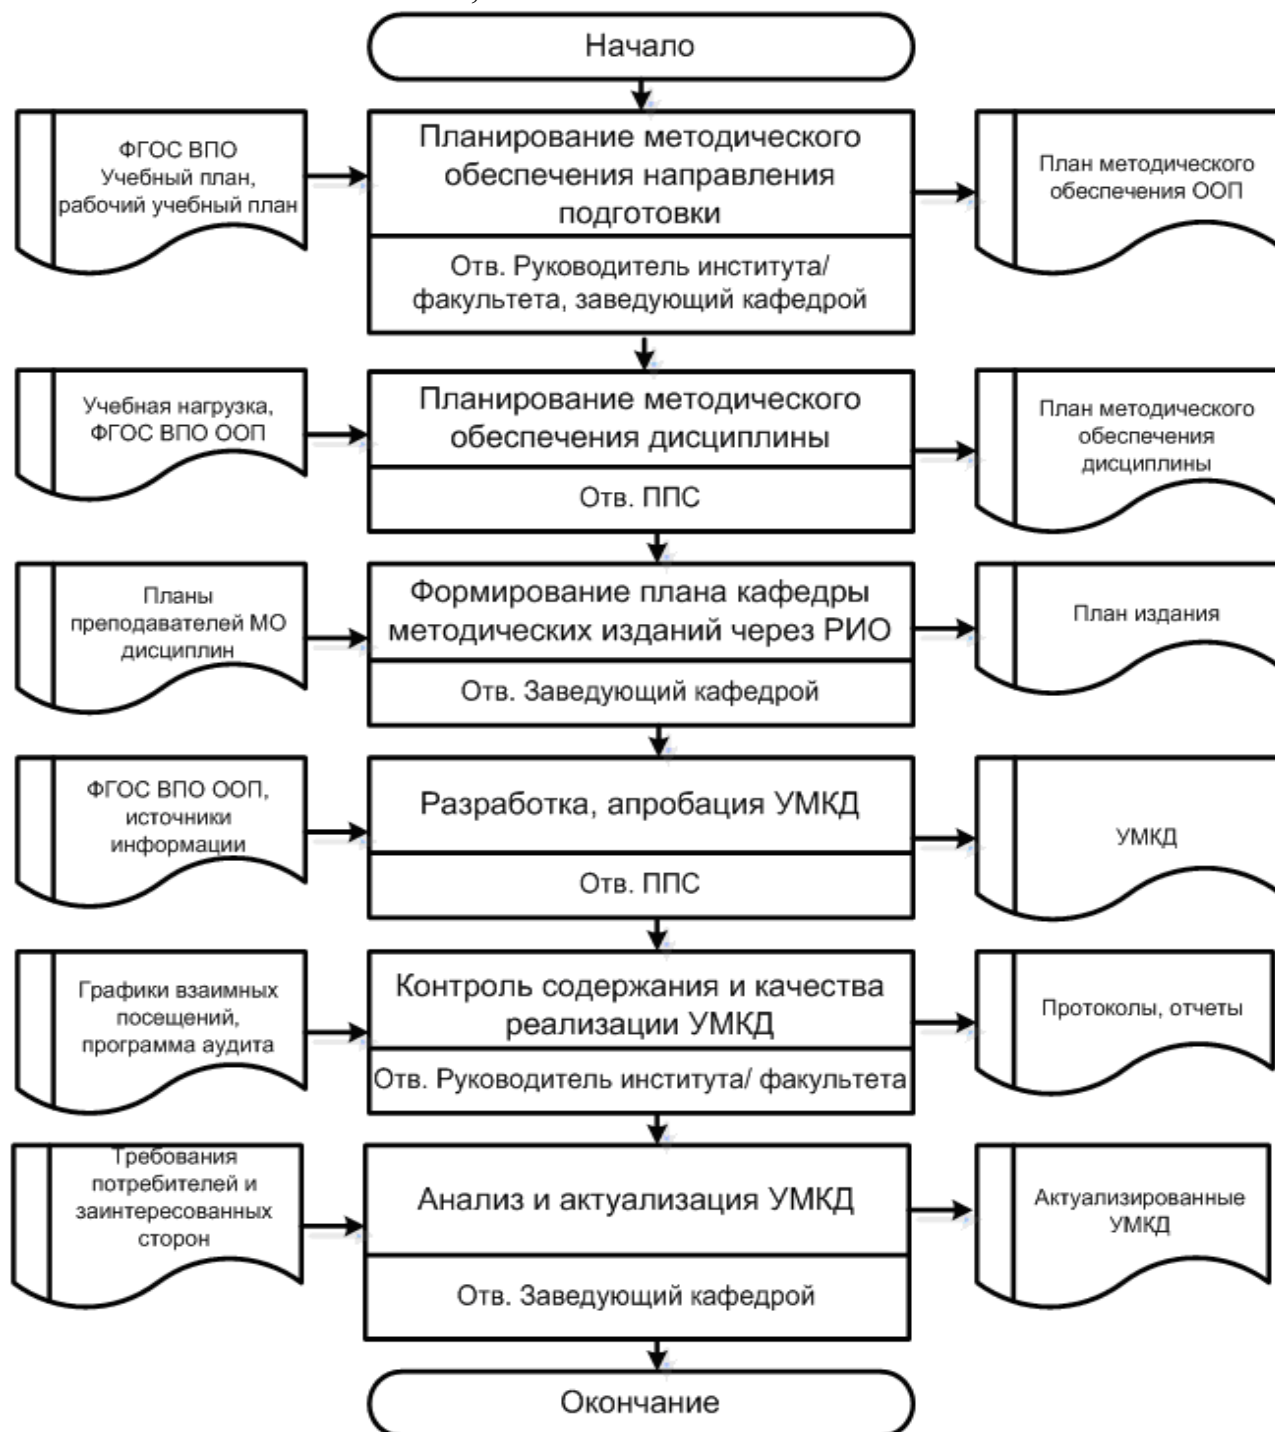 Начало
ФГОС ВПО
Учебный план,
рабочий учебный план
Планирование методического
обеспечения направления
подготовки
Отв. Руководитель института/
факультета, заведующий кафедрой
План методического
обеспечения ООП
Учебная нагрузка,
ФГОС ВПО ООП
Планирование методического
обеспечения дисциплины
Отв. ППС
План методического
обеспечения
дисциплины
Планы
преподавателей МО
дисциплин
Формирование плана кафедры
методических изданий через РИО
Отв. Заведующий кафедрой
План издания
ФГОС ВПО ООП,
источники
информации
Разработка, апробация УМКД
Отв. ППС
УМКД
Графики взаимных
посещений,
программа аудита
Контроль содержания и качества
реализации УМКД
Отв. Руководитель института/ факультета
Протоколы, отчеты
Требования
потребителей и
заинтересованных
сторон
Анализ и актуализация УМКД
Отв. Заведующий кафедрой
Актуализированные
УМКД
Окончание